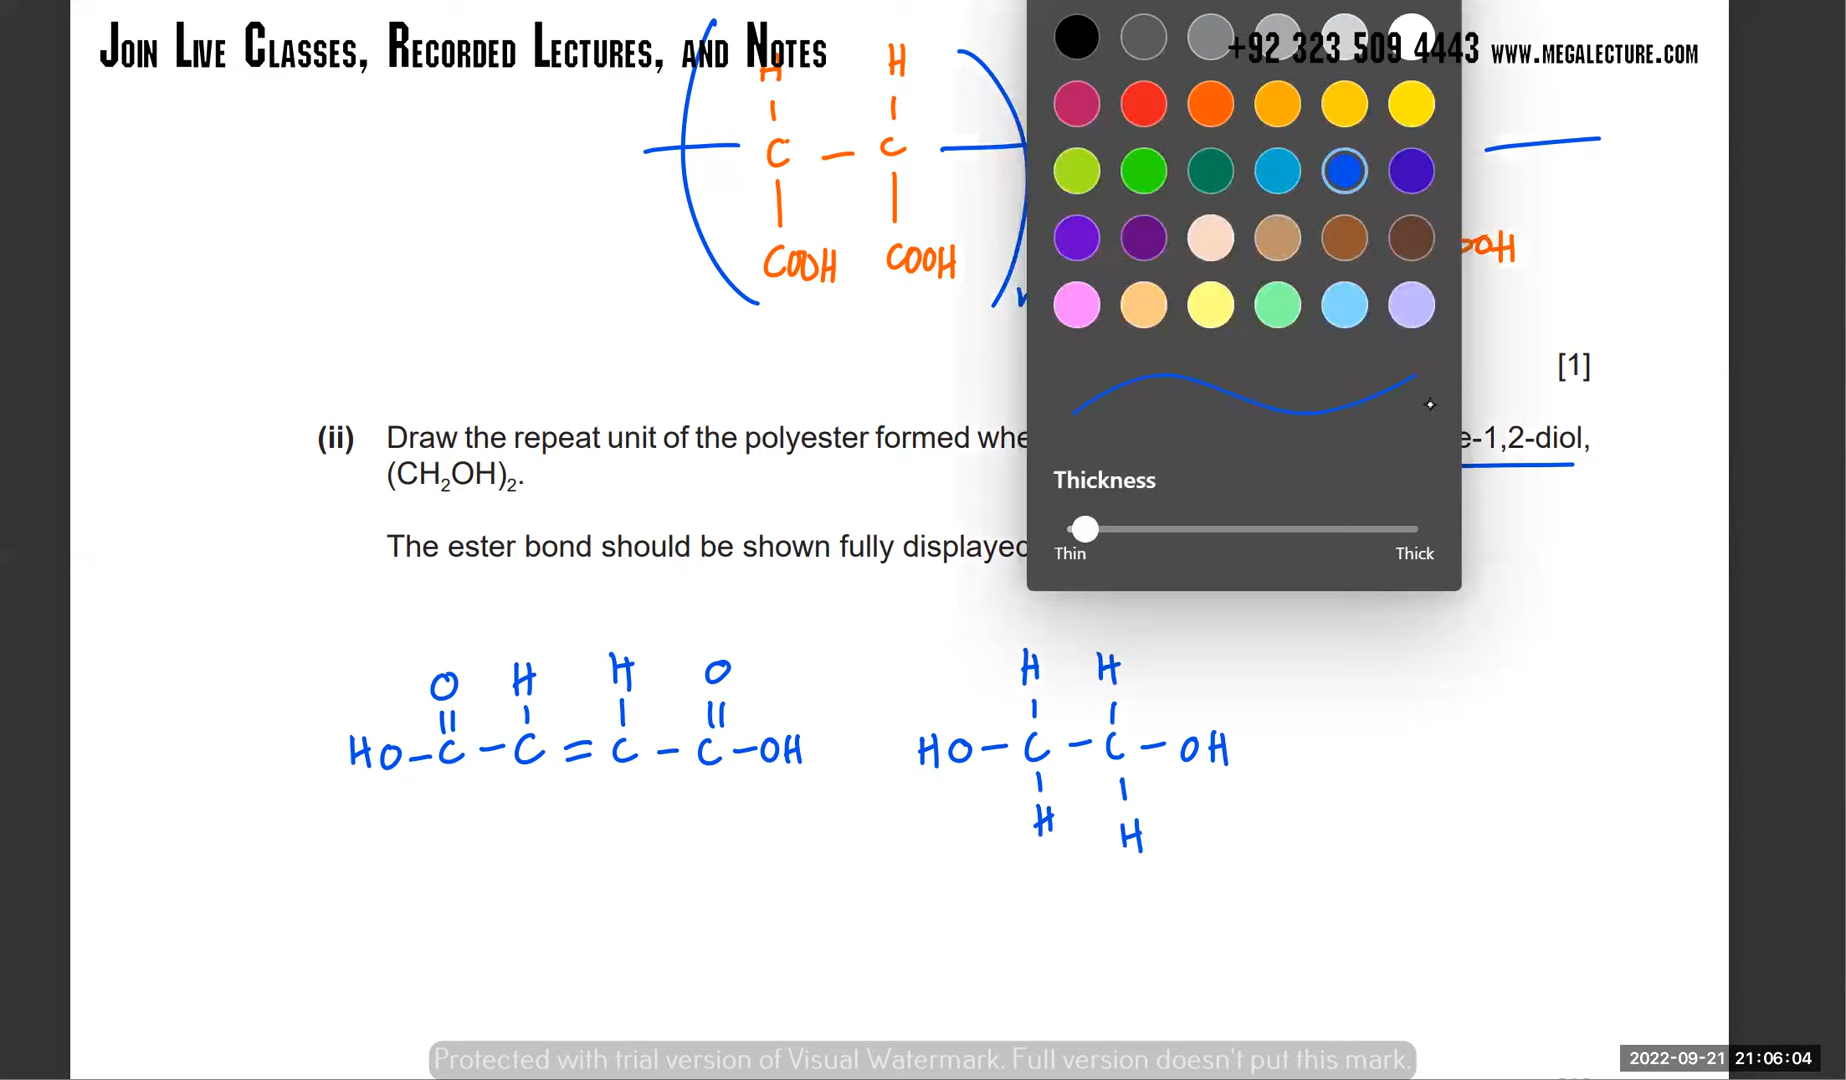 JOIN LIVE CLASSES, RECORDED LECTURES, AND NOTES
+92 323 509 4443 WWW.MEGALECTURE.COM
H H
C — C
COOH COOH
OOH
[1]
(ii) Draw the repeat unit of the polyester formed whe
e-1,2-diol,
(CH₂OH)₂.
The ester bond should be shown fully displayed
Thickness
Thin Thick
O H H O H H
HO–C–C=C–C–OH HO–C–C–OH
H H
Protected with trial version of Visual Watermark. Full version doesn't put this mark.
2022-09-21 21:06:04